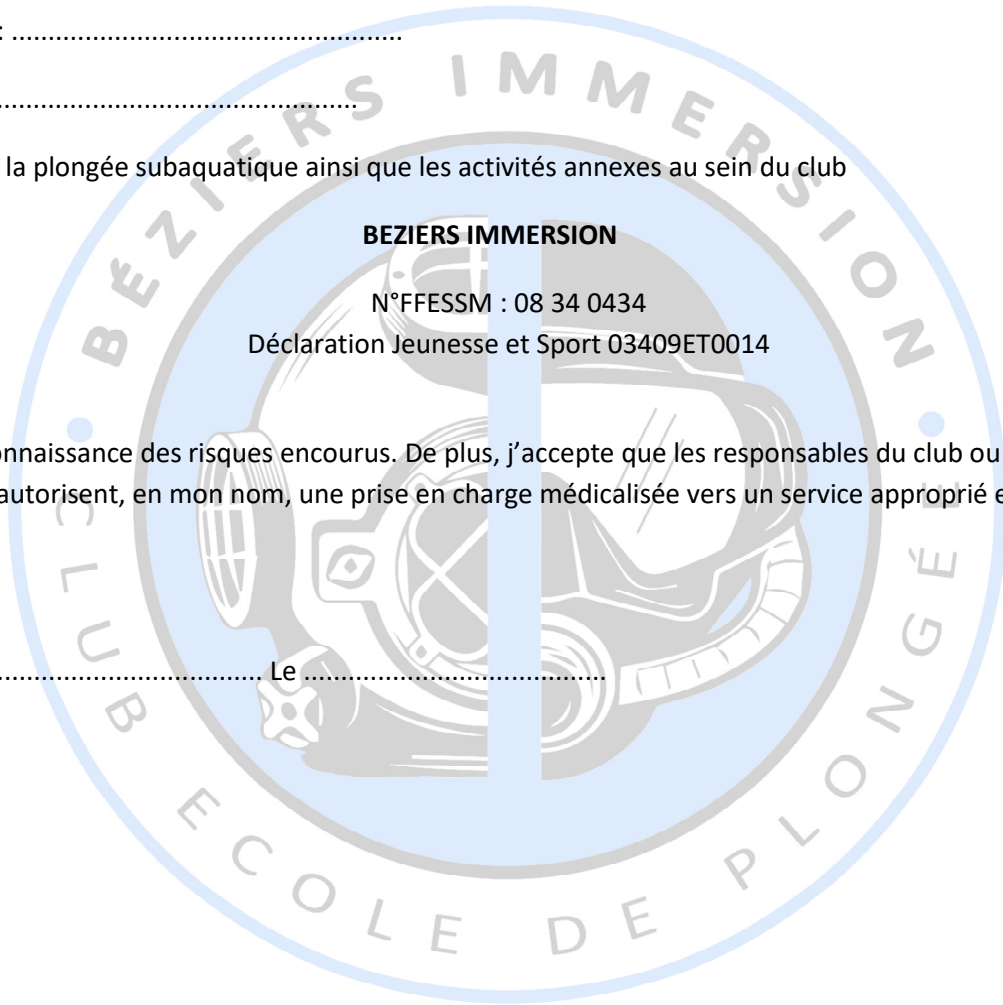 : .....................................................
.................................................
la plongée subaquatique ainsi que les activités annexes au sein du club
BEZIERS IMMERSION
N°FFESSM : 08 34 0434
Déclaration Jeunesse et Sport 03409ET0014
onnaissance des risques encourus. De plus, j’accepte que les responsables du club ou
autorisent, en mon nom, une prise en charge médicalisée vers un service approprié e
.................................... Le .........................................
BÉZIERS IMMERSION
CLUB ECOLE DE PLONGÉE